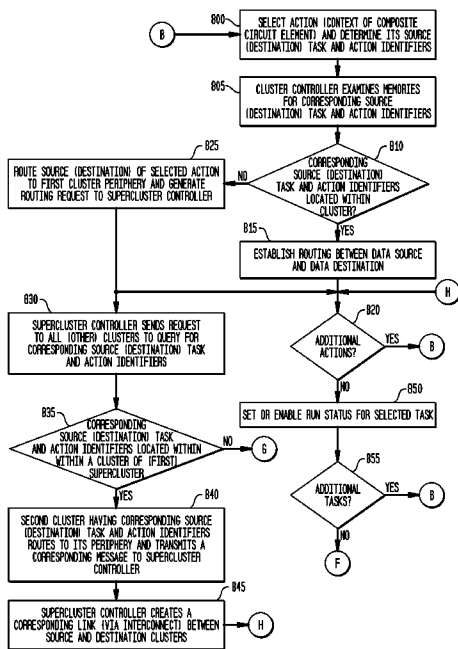 800
B
SELECT ACTION (CONTEXT OF COMPOSITE
CIRCUIT ELEMENT) AND DETERMINE ITS SOURCE
(DESTINATION) TASK AND ACTION IDENTIFIERS
805
CLUSTER CONTROLLER EXAMINES MEMORIES
FOR CORRESPONDING SOURCE
(DESTINATION) TASK AND ACTION IDENTIFIERS
810
CORRESPONDING
SOURCE (DESTINATION)
TASK AND ACTION IDENTIFIERS
LOCATED WITHIN
CLUSTER?
NO
YES
825
ROUTE SOURCE (DESTINATION) OF SELECTED ACTION
TO FIRST CLUSTER PERIPHERY AND GENERATE
ROUTING REQUEST TO SUPERCLUSTER CONTROLLER
815
ESTABLISH ROUTING BETWEEN DATA SOURCE
AND DATA DESTINATION
H
830
SUPERCLUSTER CONTROLLER SENDS REQUEST
TO ALL (OTHER) CLUSTERS TO QUERY FOR
CORRESPONDING SOURCE (DESTINATION) TASK
AND ACTION IDENTIFIERS
820
ADDITIONAL
ACTIONS?
YES
B
NO
850
SET OR ENABLE RUN STATUS FOR SELECTED TASK
835
CORRESPONDING
SOURCE (DESTINATION) TASK
AND ACTION IDENTIFIERS LOCATED WITHIN
WITHIN A CLUSTER OF (FIRST)
SUPERCLUSTER
NO
G
YES
855
ADDITIONAL
TASKS?
YES
B
NO
F
840
SECOND CLUSTER HAVING CORRESPONDING SOURCE
(DESTINATION) TASK AND ACTION IDENTIFIERS
ROUTES TO ITS PERIPHERY AND TRANSMITS A
CORRESPONDING MESSAGE TO SUPERCLUSTER
CONTROLLER
845
SUPERCLUSTER CONTROLLER CREATES A
CORRESPONDING LINK (VIA INTERCONNECT) BETWEEN
SOURCE AND DESTINATION CLUSTERS
H